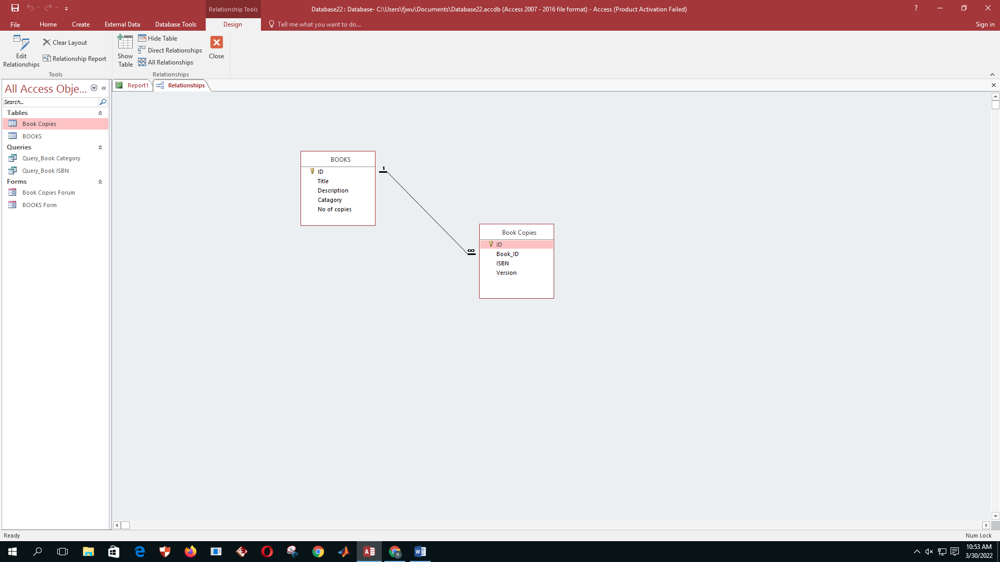 Relationship Tools
Database22 : Database- C:\Users\fjwu\Documents\Database22.accdb (Access 2007 - 2016 file format) - Access (Product Activation Failed)
?
File Home Create External Data Database Tools Design Tell me what you want to do... Sign in
Edit Relationships
Clear Layout
Relationship Report
Tools
Show Table
Hide Table
Direct Relationships
All Relationships
Relationships
Close
All Access Obje... «
Search...
Tables
Book Copies
BOOKS
Queries
Query_Book Category
Query_Book ISBN
Forms
Book Copies Forum
BOOKS Form
Report1 Relationships
BOOKS
ID
Title
Description
Catagory
No of copies
1
∞
Book Copies
ID
Book_ID
ISBN
Version
Ready Num Lock
10:53 AM
3/30/2022